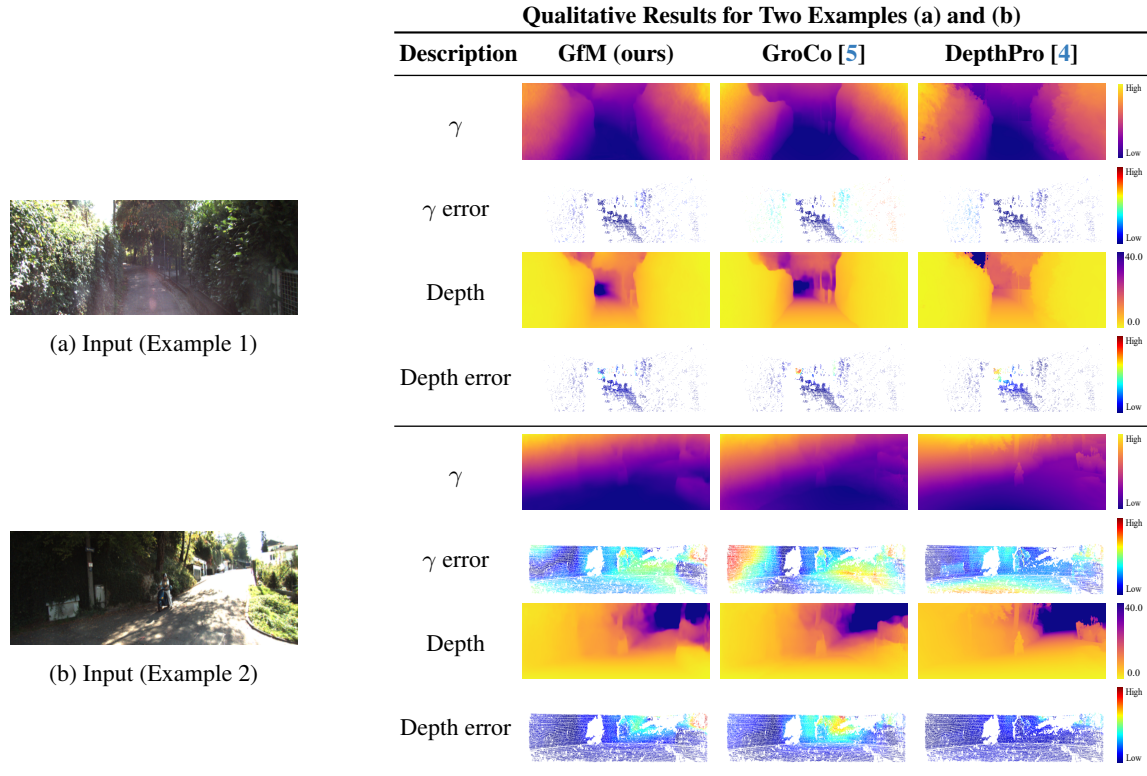 Qualitative Results for Two Examples (a) and (b)
Description GfM (ours) GroCo [5] DepthPro [4]
γ
High
Low
γ error
High
Low
Depth
40.0
0.0
Depth error
High
Low
(a) Input (Example 1)
γ
High
Low
γ error
High
Low
Depth
40.0
0.0
Depth error
High
Low
(b) Input (Example 2)